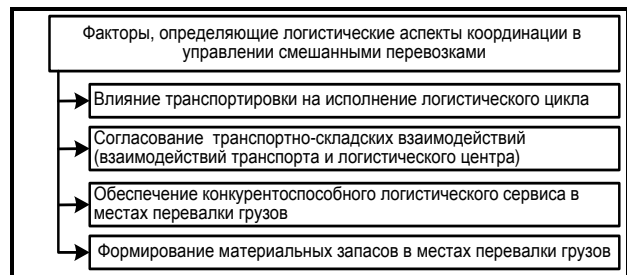 Факторы, определяющие логистические аспекты координации в
управлении смешанными перевозками
Влияние транспортировки на исполнение логистического цикла
Согласование транспортно-складских взаимодействий
(взаимодействий транспорта и логистического центра)
Обеспечение конкурентоспособного логистического сервиса в
местах перевалки грузов
Формирование материальных запасов в местах перевалки грузов